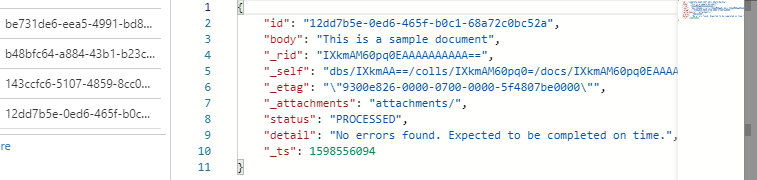 be731de6-eea5-4991-bd8...
b48bfc64-a884-43b1-b23c...
143ccfc6-5107-4859-8cc0...
12dd7b5e-0ed6-465f-b0c...
re
1 {
2 "id": "12dd7b5e-0ed6-465f-b0c1-68a72c0bc52a",
3 "body": "This is a sample document",
4 "_rid": "IXkmAM60pq0EAAAAAAAAAA==",
5 "_self": "dbs/IXkmAA==/colls/IXkmAM60pq0=/docs/IXkmAM60pq0EAAAA
6 "_etag": "\"9300e826-0000-0700-0000-5f4807be0000\"",
7 "_attachments": "attachments/",
8 "status": "PROCESSED",
9 "detail": "No errors found. Expected to be completed on time.",
10 "_ts": 1598556094
11 }